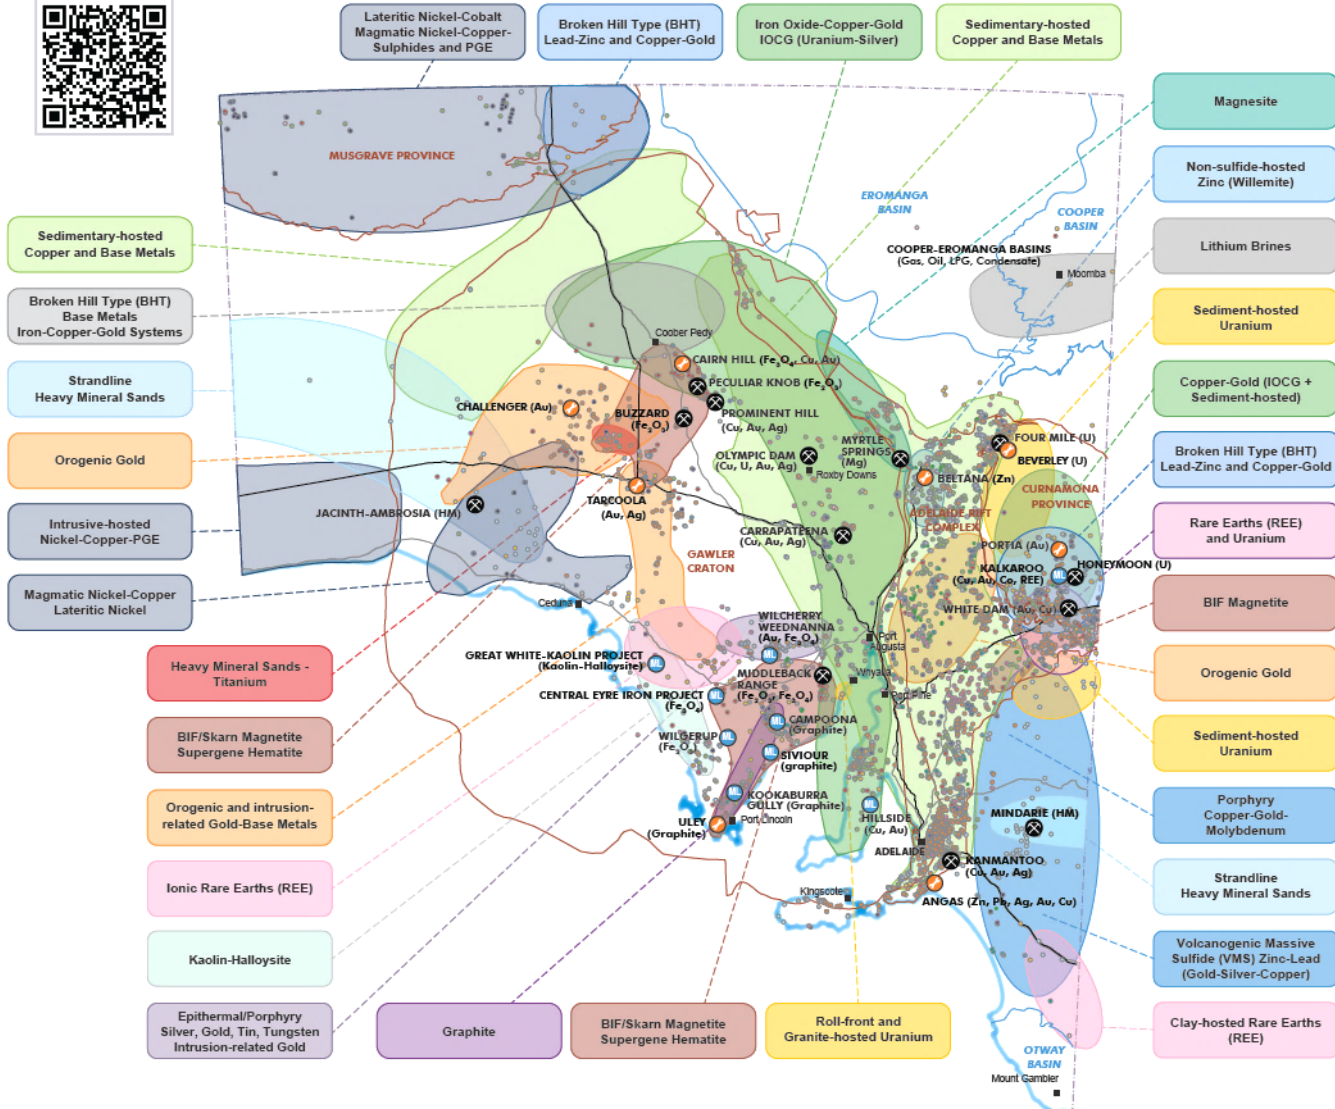 Lateritic Nickel-Cobalt
Magmatic Nickel-Copper-
Sulphides and PGE
Broken Hill Type (BHT)
Lead-Zinc and Copper-Gold
Iron Oxide-Copper-Gold
IOCG (Uranium-Silver)
Sedimentary-hosted
Copper and Base Metals
Magnesite
Non-sulfide-hosted
Zinc (Willemite)
Lithium Brines
Sediment-hosted
Uranium
Copper-Gold (IOCG +
Sediment-hosted)
Broken Hill Type (BHT)
Lead-Zinc and Copper-Gold
Rare Earths (REE)
and Uranium
BIF Magnetite
Orogenic Gold
Sediment-hosted
Uranium
Porphyry
Copper-Gold-
Molybdenum
Strandline
Heavy Mineral Sands
Volcanogenic Massive
Sulfide (VMS) Zinc-Lead
(Gold-Silver-Copper)
Clay-hosted Rare Earths
(REE)
Sedimentary-hosted
Copper and Base Metals
Broken Hill Type (BHT)
Base Metals
Iron-Copper-Gold Systems
Strandline
Heavy Mineral Sands
Orogenic Gold
Intrusive-hosted
Nickel-Copper-PGE
Magmatic Nickel-Copper
Lateritic Nickel
Heavy Mineral Sands -
Titanium
BIF/Skarn Magnetite
Supergene Hematite
Orogenic and intrusion-
related Gold-Base Metals
Ionic Rare Earths (REE)
Kaolin-Halloysite
Epithermal/Porphyry
Silver, Gold, Tin, Tungsten
Intrusion-related Gold
Graphite
BIF/Skarn Magnetite
Supergene Hematite
Roll-front and
Granite-hosted Uranium
MUSGRAVE PROVINCE
EROMANGA
BASIN
COOPER
BASIN
COOPER-EROMANGA BASINS
(Gas, Oil, LPG, Condensate)
Moomba
Coober Pedy
CAIRN HILL (Fe₃O₄, Cu, Au)
PECULIAR KNOB (Fe₂O₃)
CHALLENGER (Au)
BUZZARD
(Fe₂O₃)
PROMINENT HILL
(Cu, Au, Ag)
OLYMPIC DAM
(Cu, U, Au, Ag)
Roxby Downs
MYRTLE
SPRINGS
(Mg)
FOUR MILE (U)
BEVERLEY (U)
BELTANA (Zn)
CURNAMONA
PROVINCE
ADELAIDE RIFT
COMPLEX
TARCOOLA
(Au, Ag)
JACINTH-AMBROSIA (HM)
CARRAPATEENA
(Cu, Au, Ag)
PORTIA (Au)
HONEYMOON (U)
KALKAROO
(Cu, Au, Co, REE)
GAWLER
CRATON
WHITE DAM (Au, Cu)
Ceduna
WILCHERRY
WEEDNANNA
(Au, Fe₃O₄)
Port
Augusta
GREAT WHITE-KAOLIN PROJECT
(Kaolin-Halloysite)
ML
ML
ML
MIDDLEBACK
RANGE
(Fe₂O₃, Fe₃O₄)
Whyalla
Port Pirie
CENTRAL EYRE IRON PROJECT
(Fe₃O₄)
ML
ML
CAMPOONA
(Graphite)
WILGERUP
(Fe₂O₃)
ML
ML
SIVIOUR
(graphite)
ML
KOOKABURRA
GULLY (Graphite)
ML
HILLSIDE
(Cu, Au)
MINDARIE (HM)
ULEY
(Graphite)
Port Lincoln
ADELAIDE
KANMANTOO
(Cu, Au, Ag)
Kingscote
ANGAS (Zn, Pb, Ag, Au, Cu)
OTWAY
BASIN
Mount Gambier